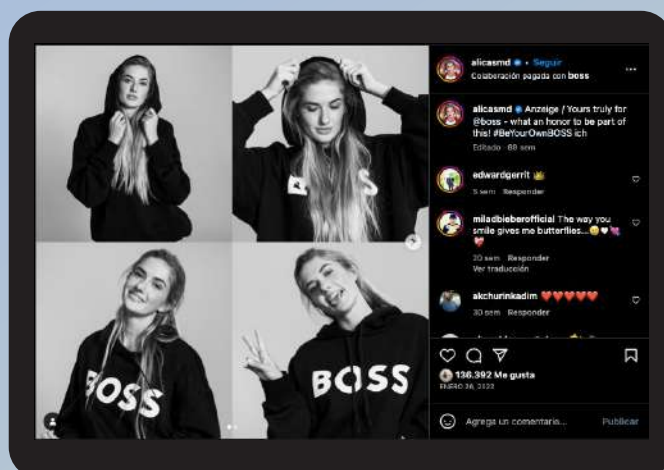 BOSS
BOSS
BOSS
alicasmd • Seguir
Colaboración pagada con boss
alicasmd Anzeige / Yours truly for
@boss - what an honor to be part
of this! #BeYourOwnBOSS ich
Editado · 69 sem
edwardgerrit 👑
5 sem Responder
miladbieberofficial The way you
smile gives me butterflies...
20 sem Responder
Ver traducción
akchurinkadim ❤️❤️❤️❤️❤️
30 sem Responder
136.392 Me gusta
ENERO 26, 2022
Agrega un comentario...
Publicar